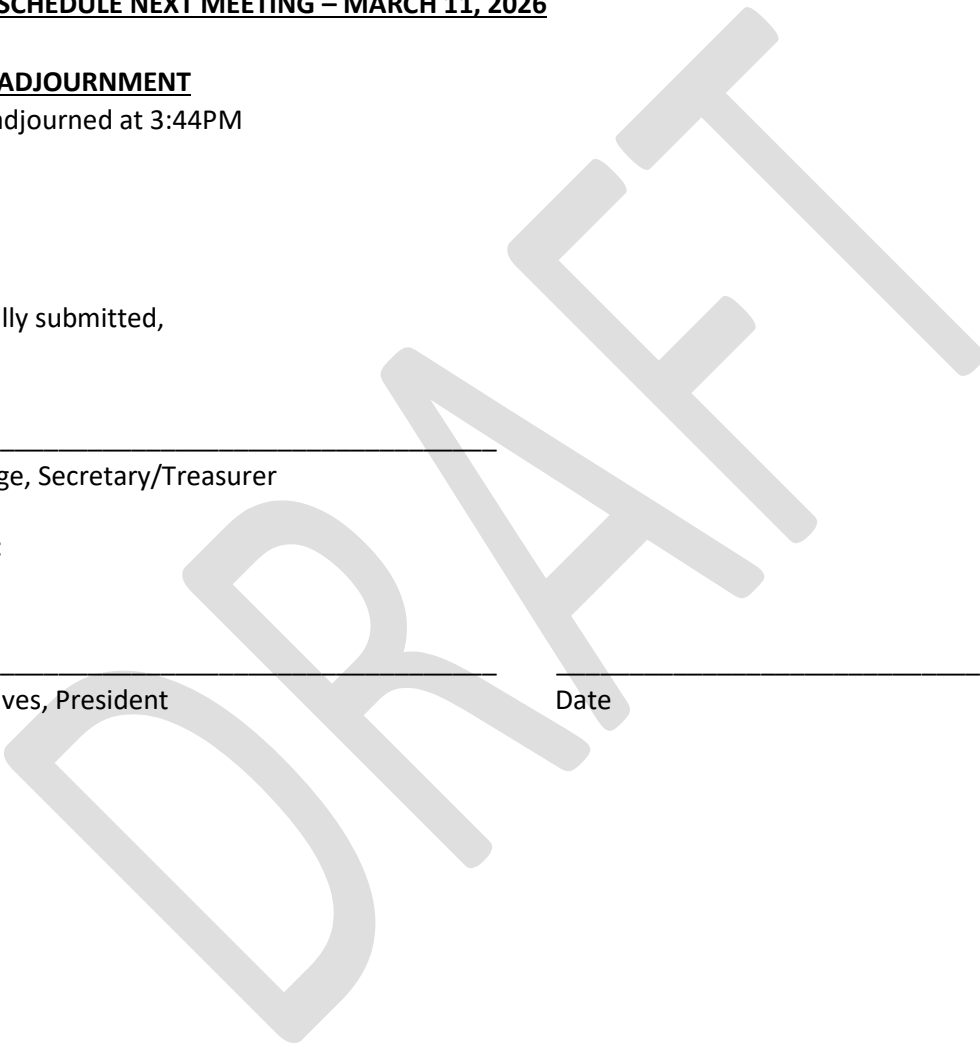 SCHEDULE NEXT MEETING – MARCH 11, 2026
ADJOURNMENT
adjourned at 3:44PM
lly submitted,
ge, Secretary/Treasurer
:
ves, President Date
DRAFT